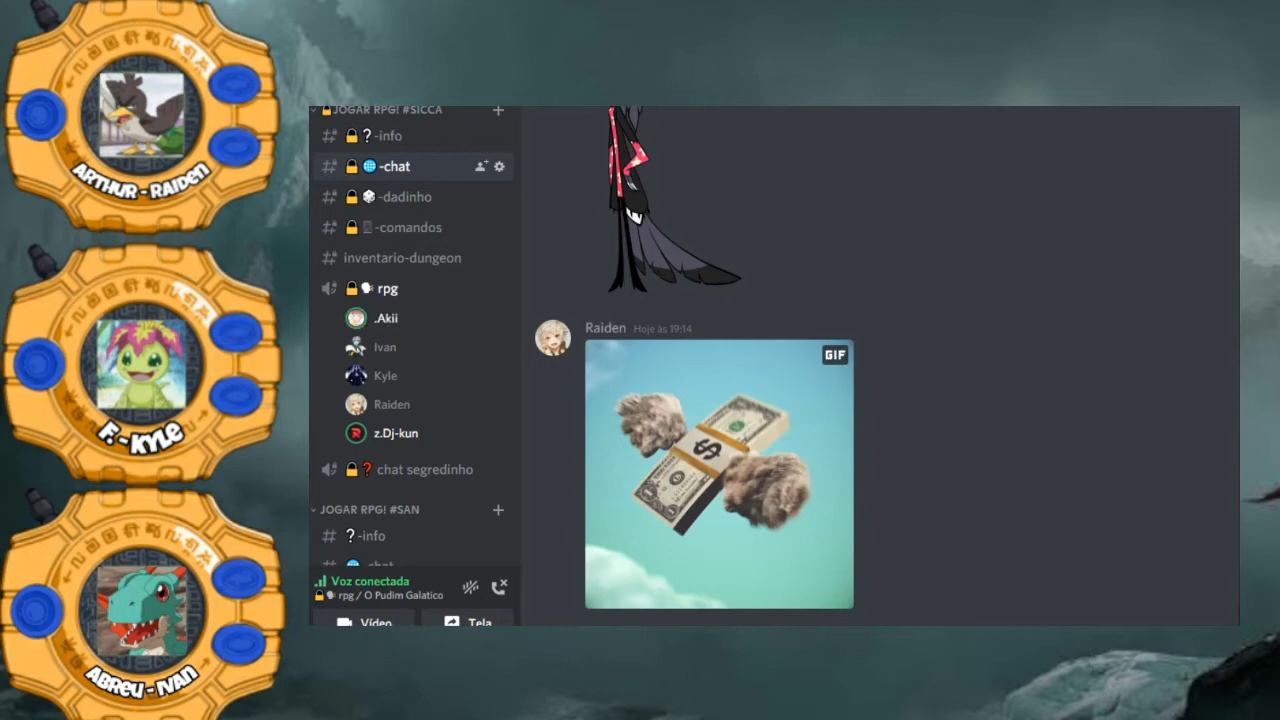 ARTHUR - RAIDEN
F. - KYLE
ABREU - IVAN
JOGAR RPG! #SICCA
?-info
-chat
-dadinho
-comandos
inventario-dungeon
rpg
.Akii
Ivan
Kyle
Raiden
z.Dj-kun
? chat segredinho
JOGAR RPG! #SAN
?-info
-chat
Voz conectada
rpg / O Pudim Galatico
Vídeo
Tela
Raiden Hoje às 19:14
GIF
$